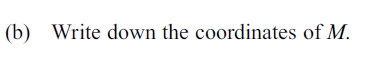 (b) Write down the coordinates of M.